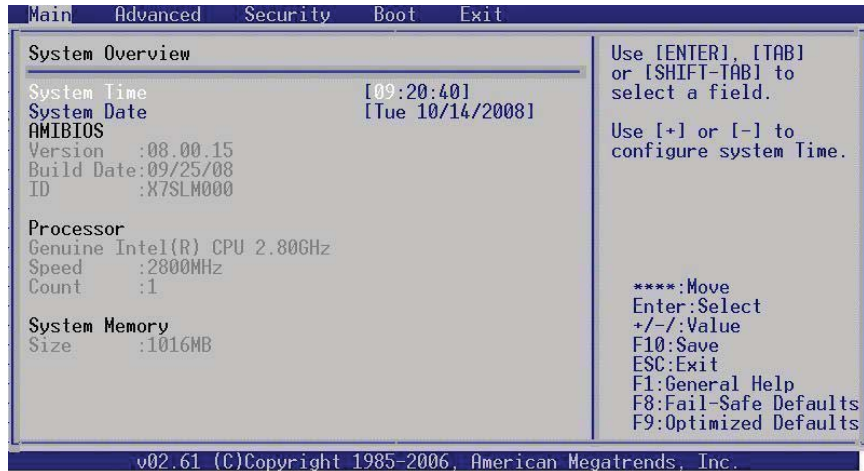 Main Advanced Security Boot Exit
System Overview
System Time [09:20:40]
System Date [Tue 10/14/2008]
AMIBIOS
Version :08.00.15
Build Date:09/25/08
ID :X7SLM000
Processor
Genuine Intel(R) CPU 2.80GHz
Speed :2800MHz
Count :1
System Memory
Size :1016MB
Use [ENTER], [TAB]
or [SHIFT-TAB] to
select a field.
Use [+] or [-] to
configure system Time.
****:Move
Enter:Select
+/-/:Value
F10:Save
ESC:Exit
F1:General Help
F8:Fail-Safe Defaults
F9:Optimized Defaults
v02.61 (C)Copyright 1985-2006, American Megatrends, Inc.